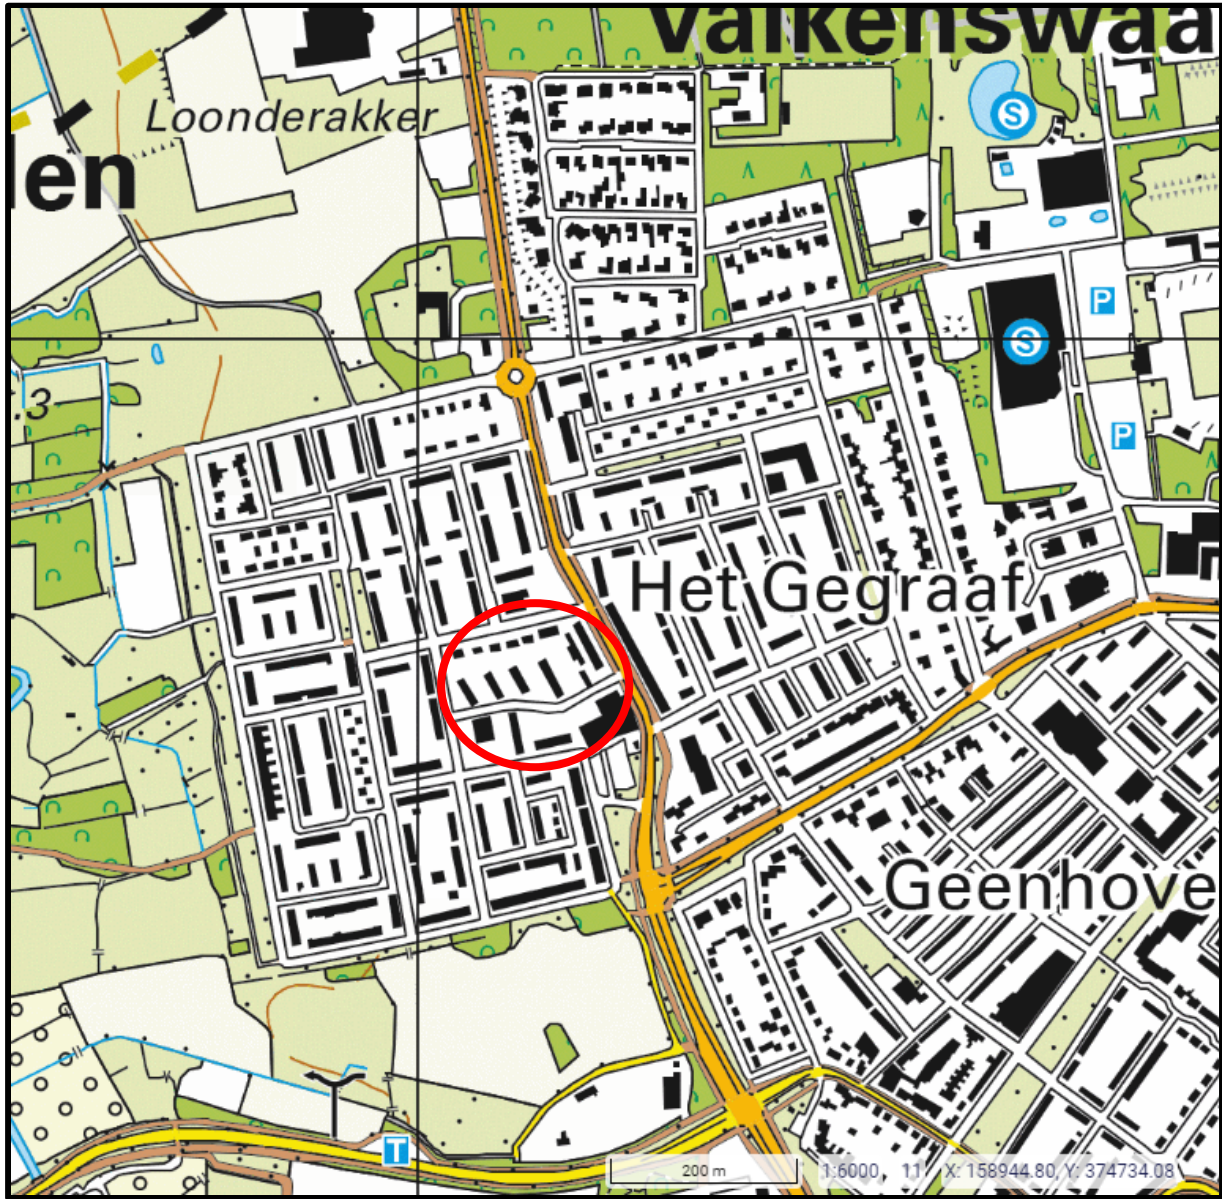 Valkenswaa
Loonderakker
len
S
P
S
3
P
Het Gegraaf
Geenhove
T
200 m
1:6000
11
X: 158944.80, Y: 374734.08